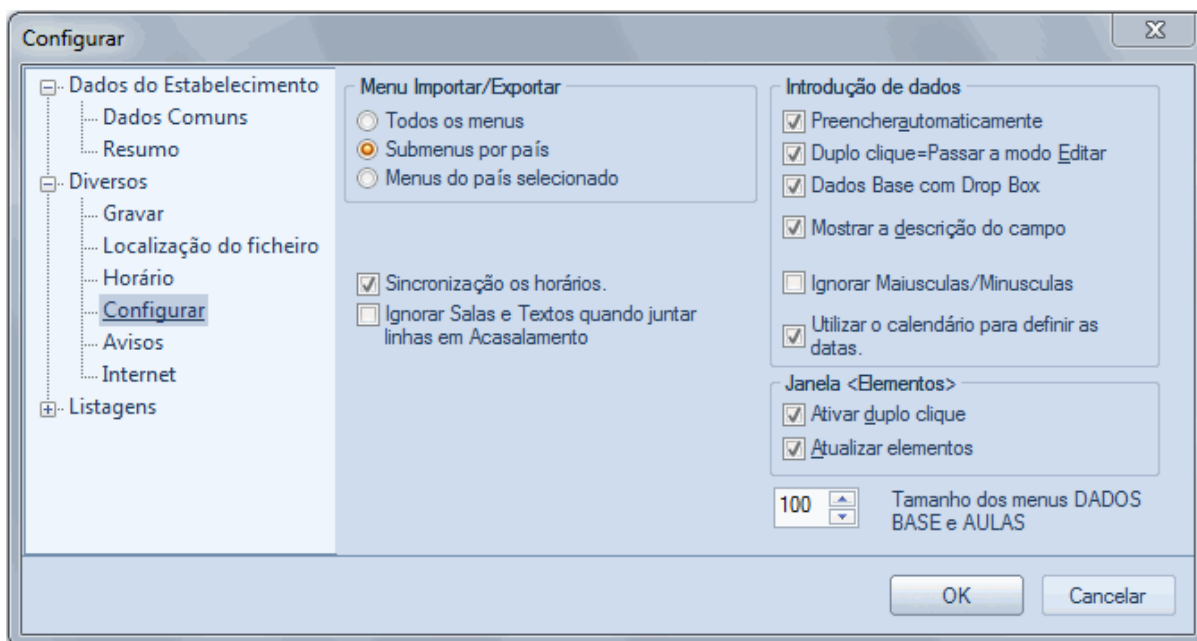 Configurar
Dados do Estabelecimento
Dados Comuns
Resumo
Diversos
Gravar
Localização do ficheiro
Horário
Configurar
Avisos
Internet
Listagens
Menu Importar/Exportar
Todos os menus
Submenus por país
Menus do país selecionado
Sincronização os horários.
Ignorar Salas e Textos quando juntar
linhas em Acasalamento
Introdução de dados
Preencherautomaticamente
Duplo clique=Passar a modo Editar
Dados Base com Drop Box
Mostrar a descrição do campo
Ignorar Maiusculas/Minusculas
Utilizar o calendário para definir as
datas.
Janela <Elementos>
Ativar duplo clique
Atualizar elementos
100
Tamanho dos menus DADOS
BASE e AULAS
OK
Cancelar